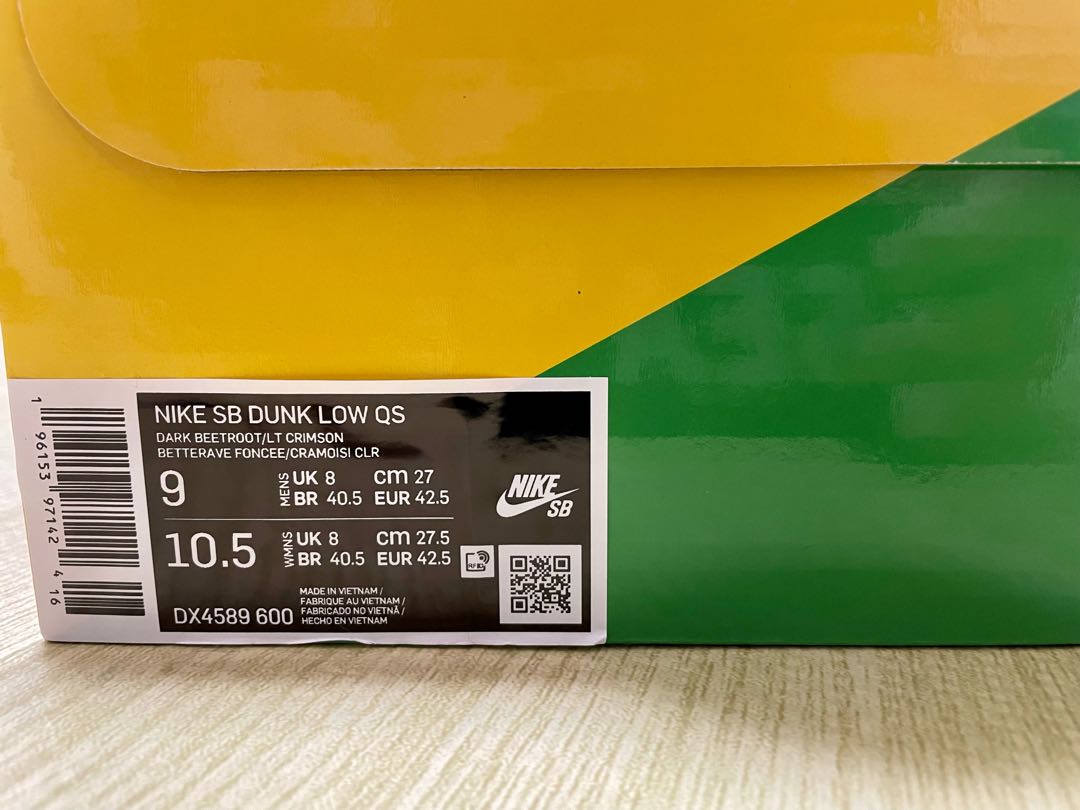 NIKE SB DUNK LOW QS
DARK BEETROOT/LT CRIMSON
BETTERAVE FONCEE/CRAMOISI CLR
9 MENS UK 8 cm 27
BR 40.5 EUR 42.5
10.5 WMNS UK 8 cm 27.5
BR 40.5 EUR 42.5
MADE IN VIETNAM /
FABRIQUE AU VIETNAM /
FABRICADO NO VIETNÃ /
HECHO EN VIETNAM
DX4589 600
NIKE
SB
RFID
1 96153 97142 4 16